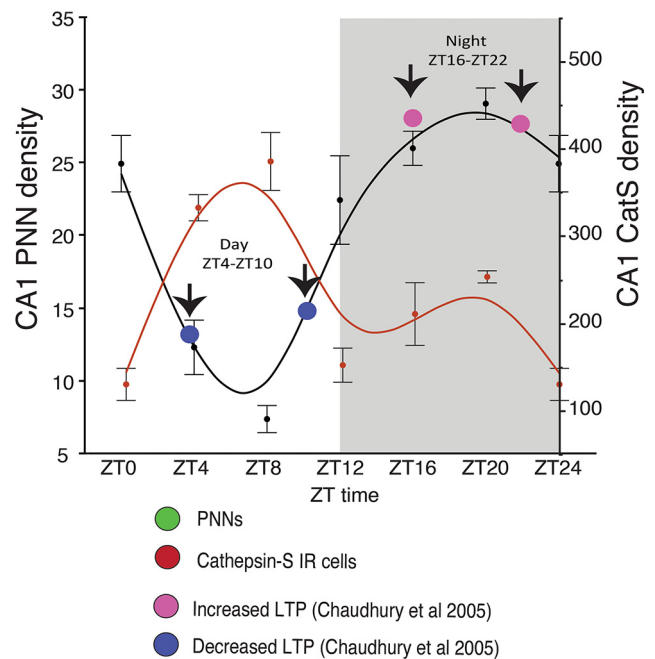 35
30
25
20
15
10
5
CA1 PNN density
500
400
300
200
100
CA1 CatS density
Night
ZT16-ZT22
Day
ZT4-ZT10
ZT0 ZT4 ZT8 ZT12 ZT16 ZT20 ZT24
ZT time
PNNs
Cathepsin-S IR cells
Increased LTP (Chaudhury et al 2005)
Decreased LTP (Chaudhury et al 2005)